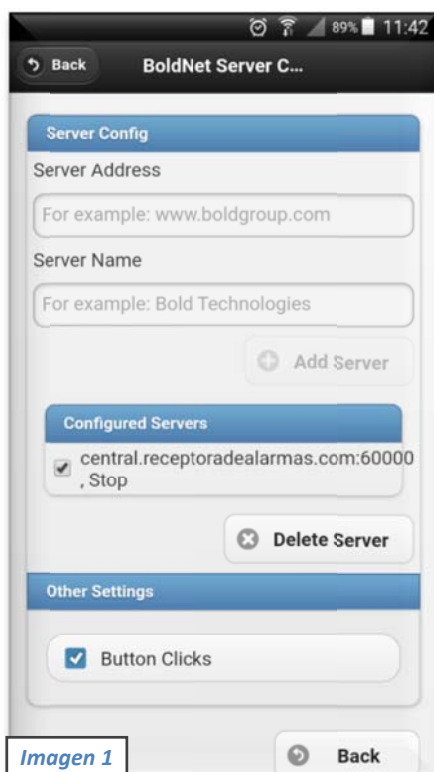 89% 11:42
Back BoldNet Server C...
Server Config
Server Address
For example: www.boldgroup.com
Server Name
For example: Bold Technologies
Add Server
Configured Servers
central.receptoradealarmas.com:60000
, Stop
Delete Server
Other Settings
Button Clicks
Back
Imagen 1